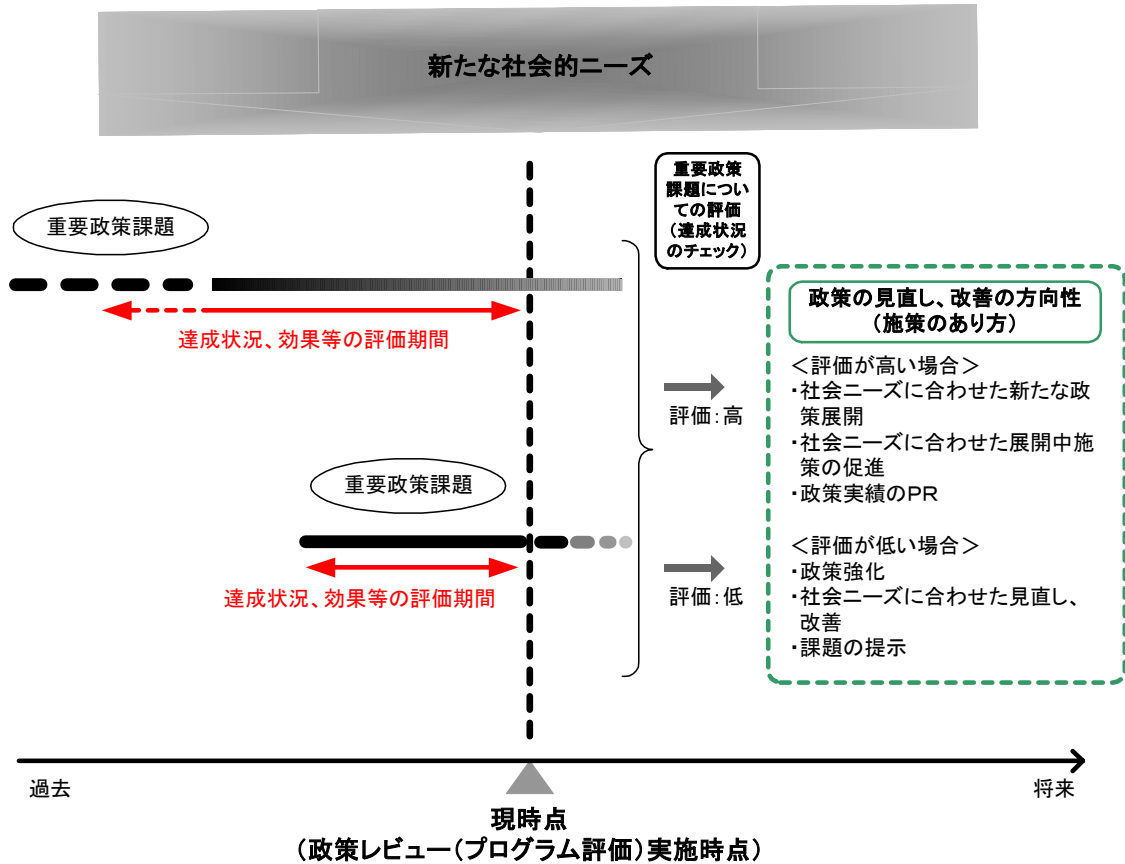 新たな社会的ニーズ
重要政策
課題につい
ての評価
(達成状況
のチェック)
重要政策課題
達成状況、効果等の評価期間
政策の見直し、改善の方向性
(施策のあり方)
<評価が高い場合>
・社会ニーズに合わせた新たな政
策展開
・社会ニーズに合わせた展開中施
策の促進
・政策実績のPR
評価:高
重要政策課題
達成状況、効果等の評価期間
<評価が低い場合>
・政策強化
・社会ニーズに合わせた見直し、
改善
・課題の提示
評価:低
過去
将来
現時点
(政策レビュー(プログラム評価)実施時点)